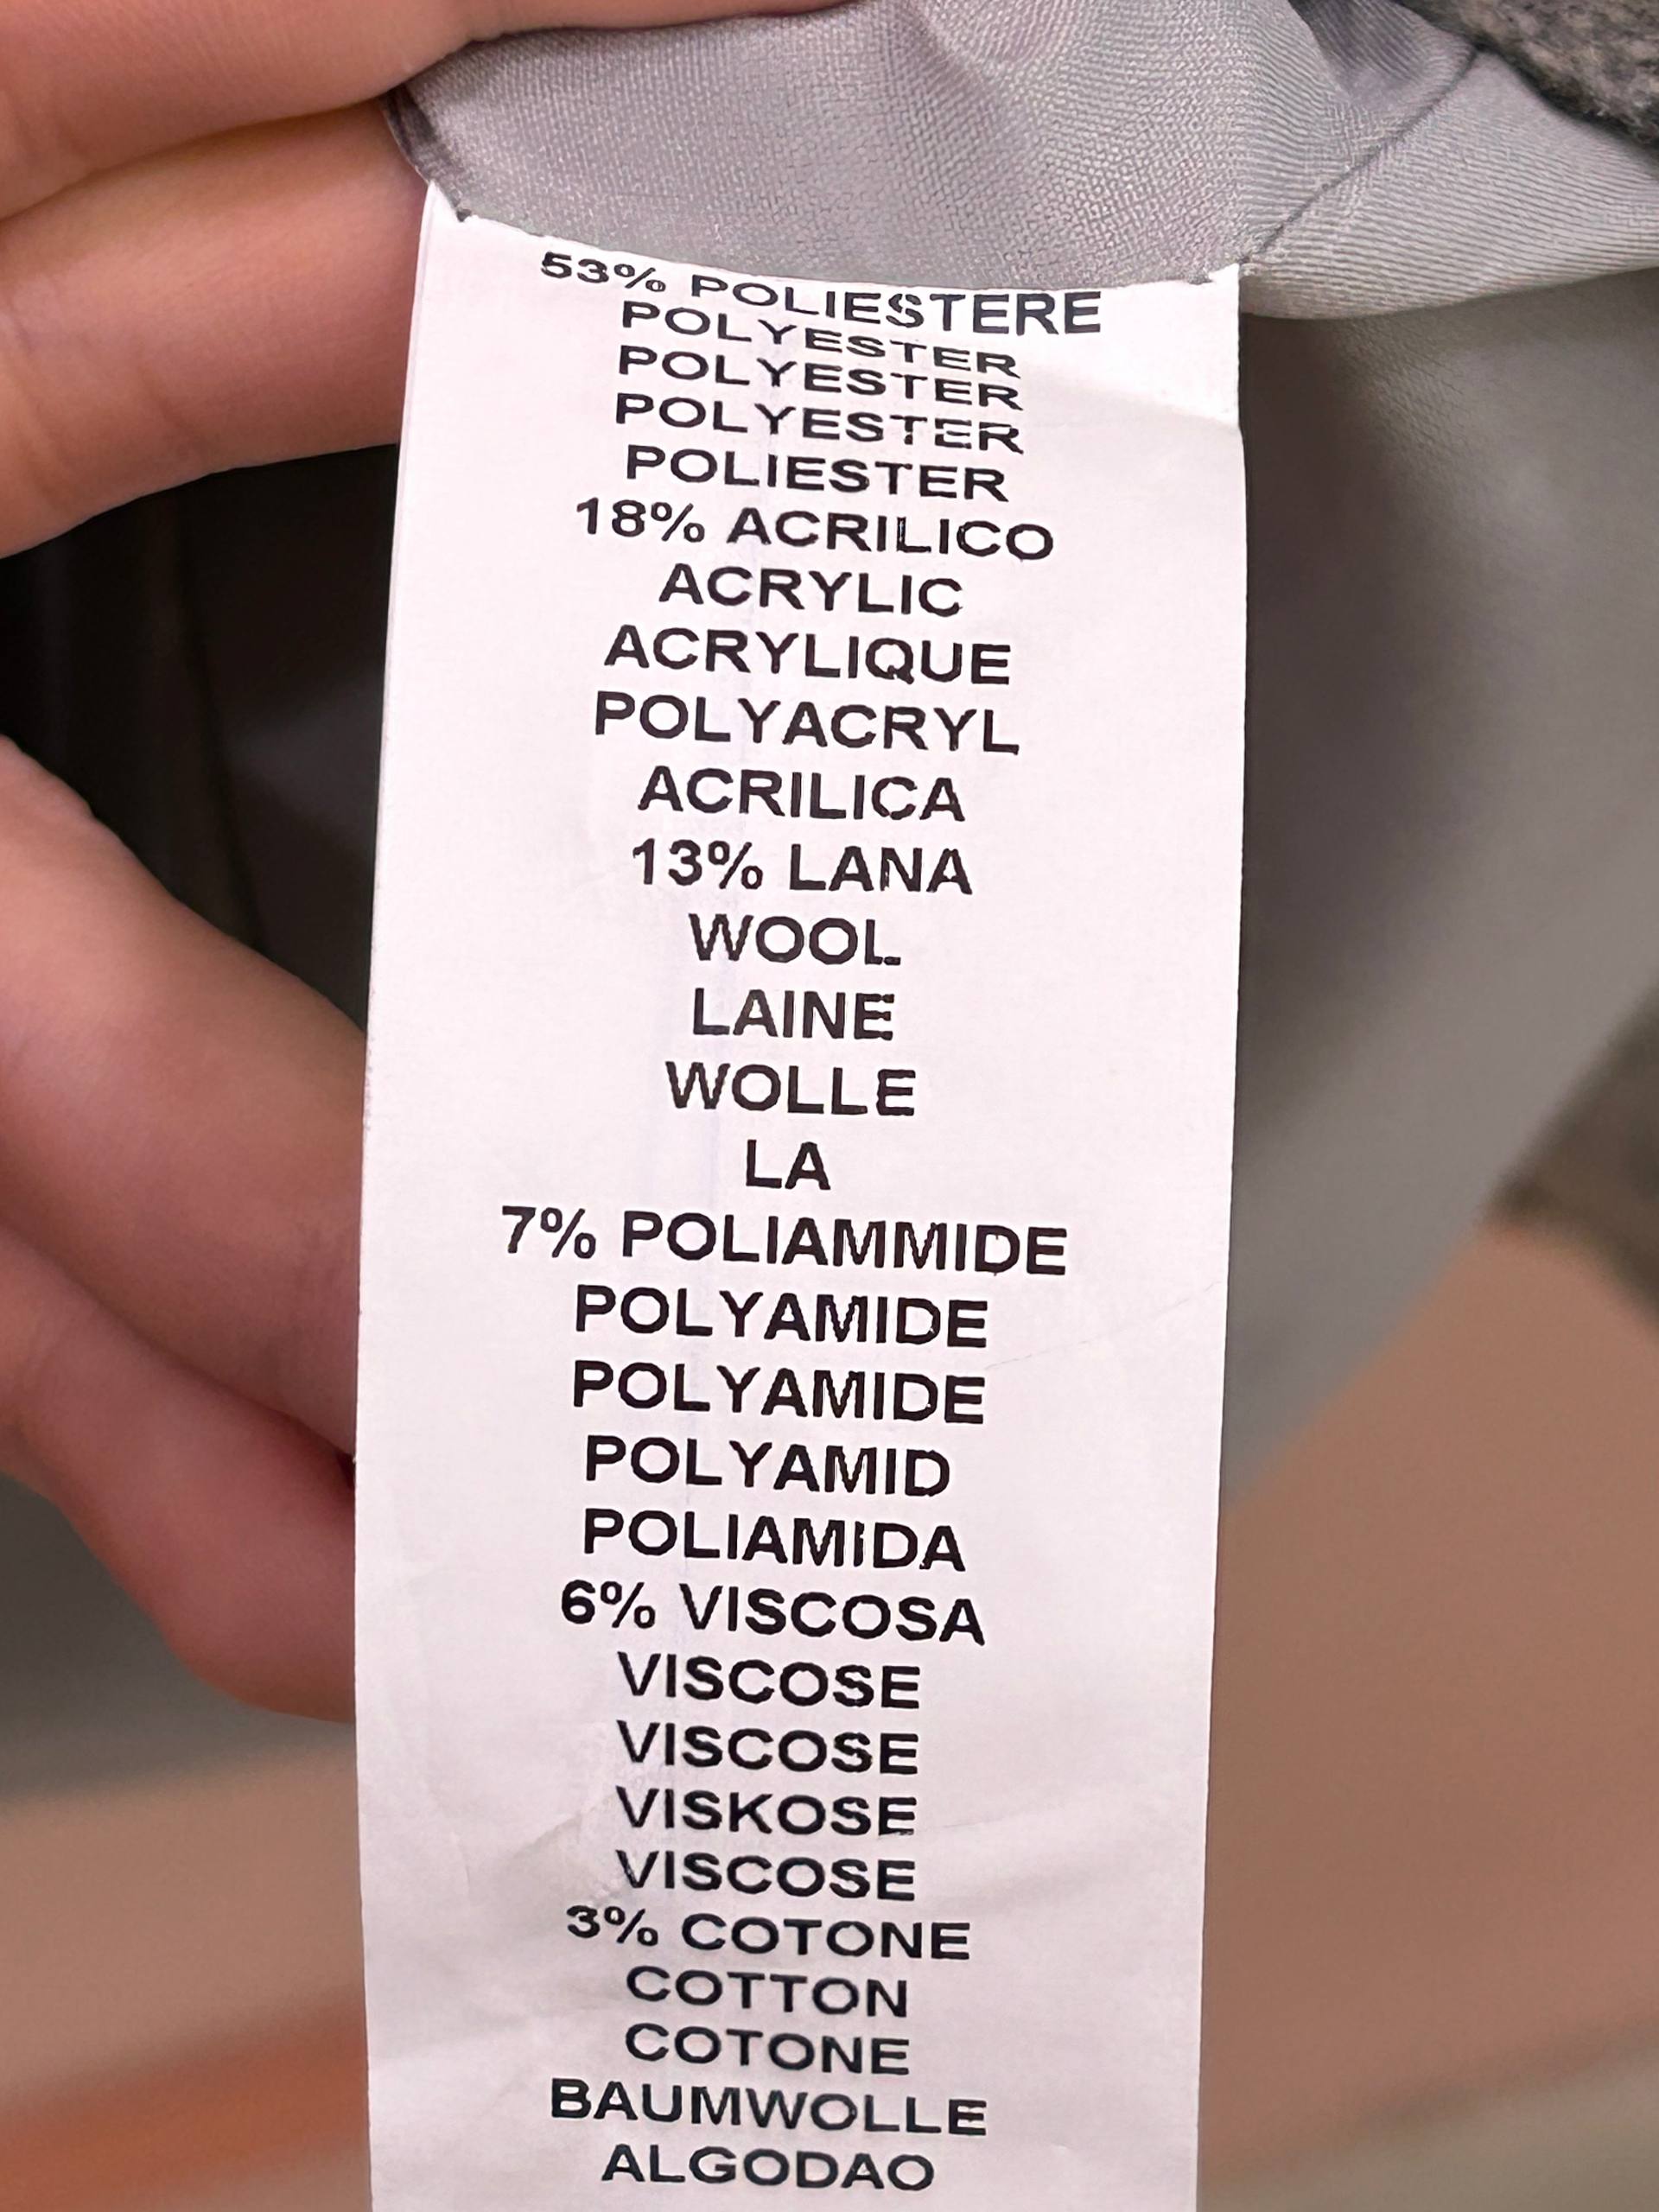 53% POLIESTERE
POLYESTER
POLYESTER
POLYESTER
POLIESTER
18% ACRILICO
ACRYLIC
ACRYLIQUE
POLYACRYL
ACRILICA
13% LANA
WOOL
LAINE
WOLLE
LA
7% POLIAMMIDE
POLYAMIDE
POLYAMIDE
POLYAMID
POLIAMIDA
6% VISCOSA
VISCOSE
VISCOSE
VISKOSE
VISCOSE
3% COTONE
COTTON
COTONE
BAUMWOLLE
ALGODAO